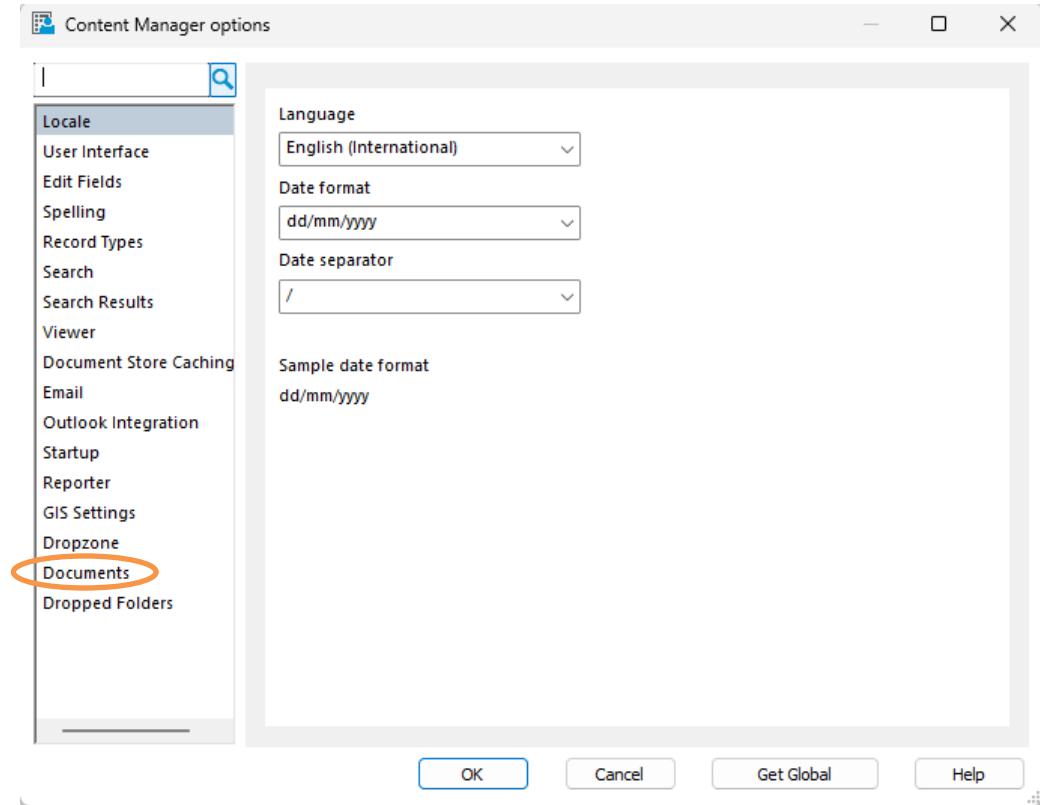 Content Manager options
Locale
User Interface
Edit Fields
Spelling
Record Types
Search
Search Results
Viewer
Document Store Caching
Email
Outlook Integration
Startup
Reporter
GIS Settings
Dropzone
Documents
Dropped Folders
Language
English (International)
Date format
dd/mm/yyyy
Date separator
/
Sample date format
dd/mm/yyyy
OK
Cancel
Get Global
Help